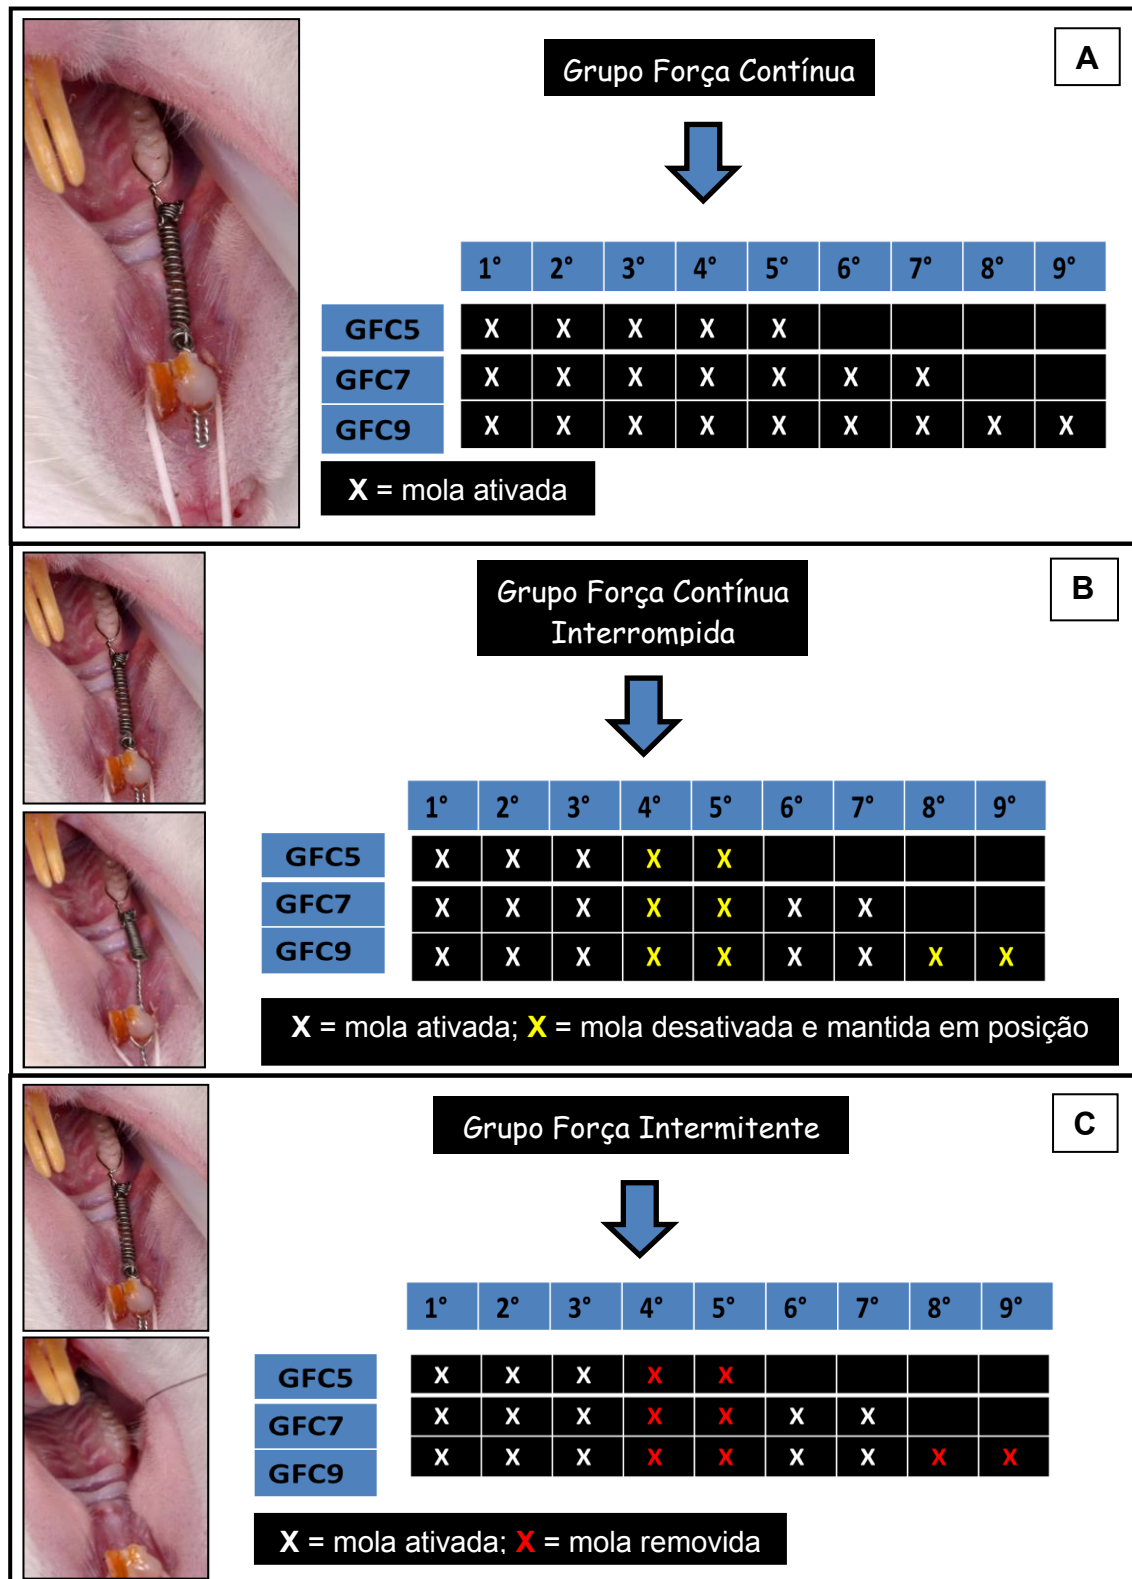 A
Grupo Força Contínua
1° 2° 3° 4° 5° 6° 7° 8° 9°
GFC5 X X X X X
GFC7 X X X X X X X
GFC9 X X X X X X X X X
X = mola ativada
B
Grupo Força Contínua
Interrompida
1° 2° 3° 4° 5° 6° 7° 8° 9°
GFC5 X X X X X
GFC7 X X X X X X X
GFC9 X X X X X X X X X
X = mola ativada; X = mola desativada e mantida em posição
C
Grupo Força Intermitente
1° 2° 3° 4° 5° 6° 7° 8° 9°
GFC5 X X X X X
GFC7 X X X X X X X
GFC9 X X X X X X X X X
X = mola ativada; X = mola removida